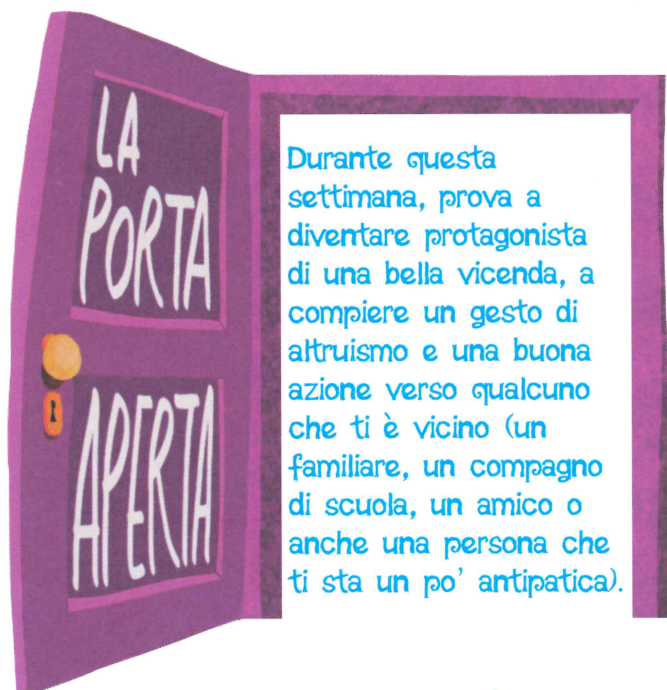 LA
PORTA
APERTA
Durante questa
settimana, prova a
diventare protagonista
di una bella vicenda, a
compiere un gesto di
altruismo e una buona
azione verso qualcuno
che ti è vicino (un
familiare, un compagno
di scuola, un amico o
anche una persona che
ti sta un po' antipatica).